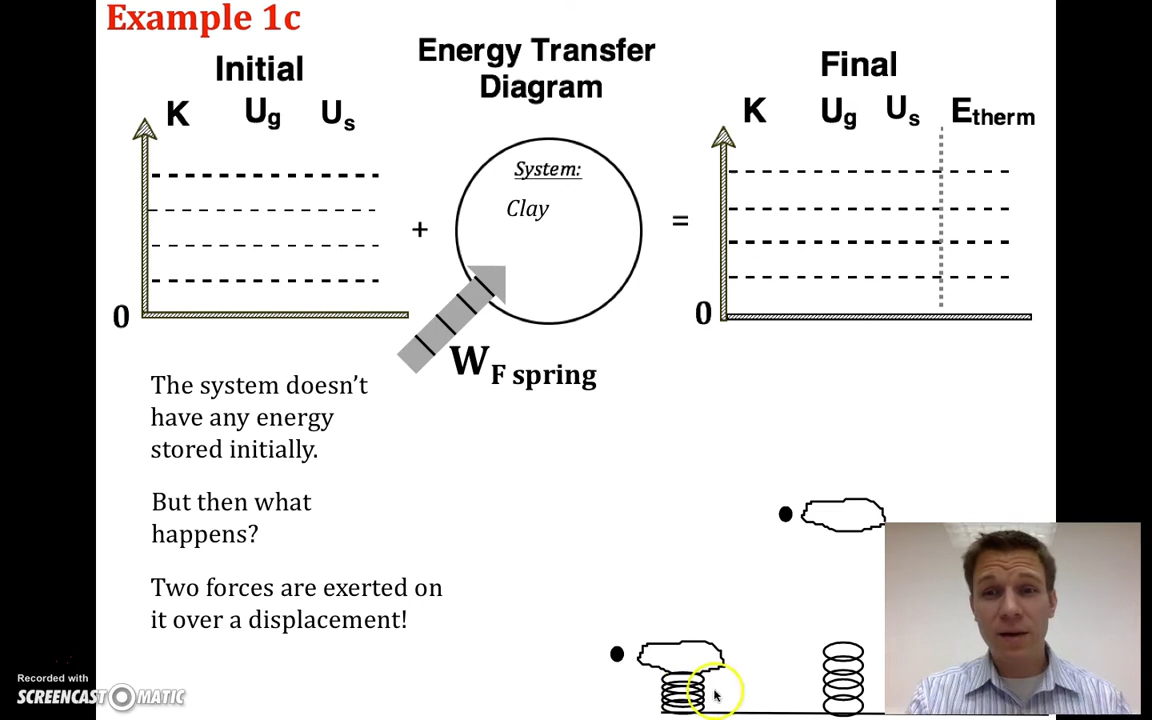 Example 1c
Initial
K Ug Us
0
+
Energy Transfer
Diagram
System:
Clay
WF spring
=
Final
K Ug Us Etherm
0
The system doesn't
have any energy
stored initially.
But then what
happens?
Two forces are exerted on
it over a displacement!
Recorded with
SCREENCAST-O-MATIC